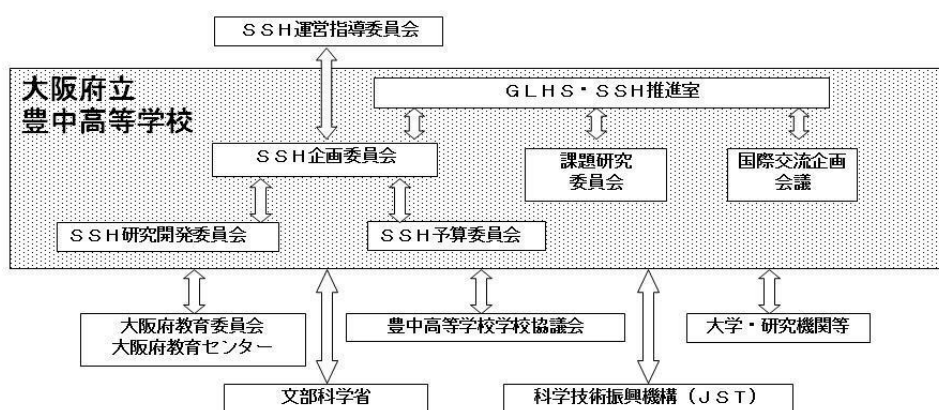 ＳＳＨ運営指導委員会
大阪府立
豊中高等学校
ＧＬＨＳ・ＳＳＨ推進室
ＳＳＨ企画委員会
課題研究
委員会
国際交流企画
会議
ＳＳＨ研究開発委員会
ＳＳＨ予算委員会
大阪府教育委員会
大阪府教育センター
豊中高等学校学校協議会
大学・研究機関等
文部科学省
科学技術振興機構（ＪＳＴ）